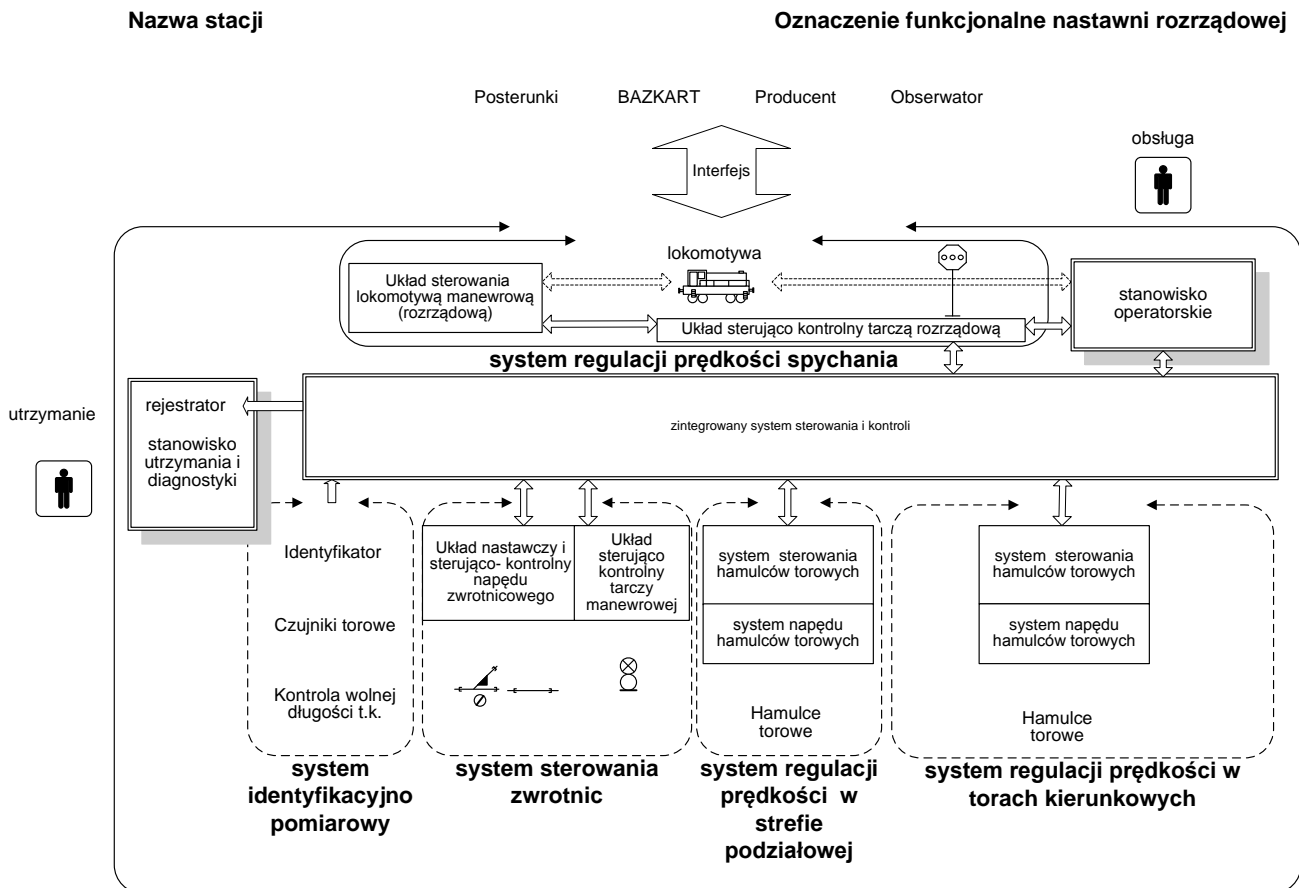 Nazwa stacji
Oznaczenie funkcjonalne nastawni rozrządowej
Posterunki
BAZKART
Producent
Obserwator
obsługa
Interfejs
lokomotywa
Układ sterowania
lokomotywą manewrową
(rozrządową)
Układ sterująco kontrolny tarczą rozrządową
stanowisko
operatorskie
system regulacji prędkości spychania
utrzymanie
rejestrator
stanowisko
utrzymania i
diagnostyki
zintegrowany system sterowania i kontroli
Identyfikator
Czujniki torowe
Kontrola wolnej
długości t.k.
Układ nastawczy i
sterująco- kontrolny
napędu
zwrotnicowego
Układ
sterująco
kontrolny
tarczy
manewrowej
system sterowania
hamulców torowych
system napędu
hamulców torowych
Hamulce
torowe
system sterowania
hamulców torowych
system napędu
hamulców torowych
Hamulce
torowe
system
identyfikacyjno
pomiarowy
system sterowania
zwrotnic
system regulacji
prędkości w
strefie
podziałowej
system regulacji prędkości w
torach kierunkowych